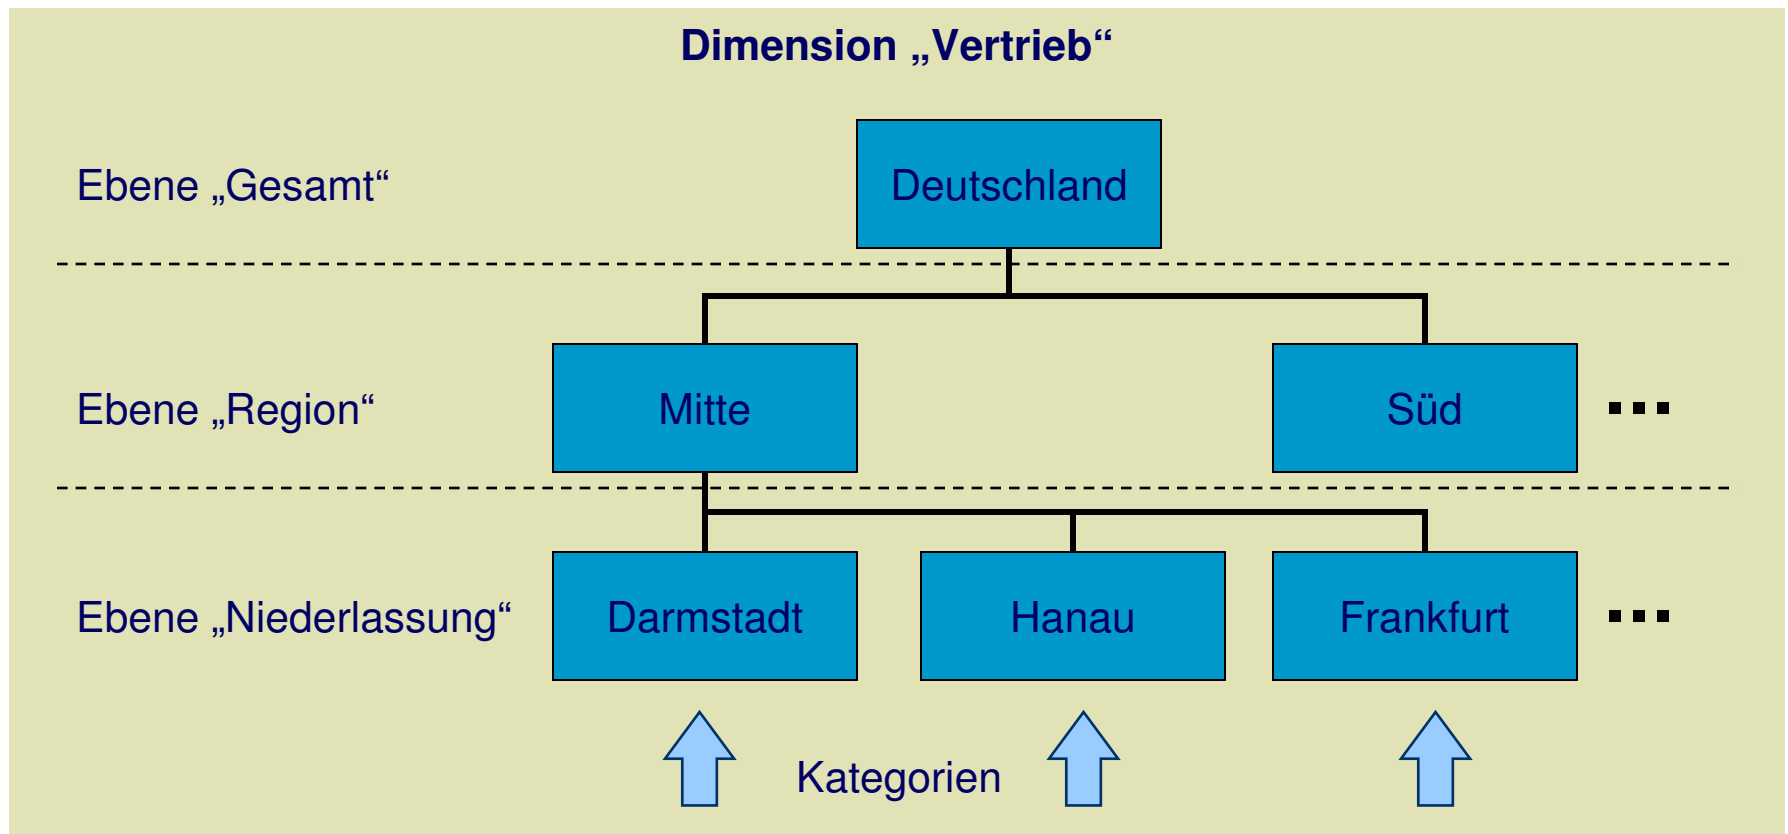 Dimension „Vertrieb“
Ebene „Gesamt“ Deutschland
Ebene „Region“ Mitte Süd ...
Ebene „Niederlassung“ Darmstadt Hanau Frankfurt ...
Kategorien